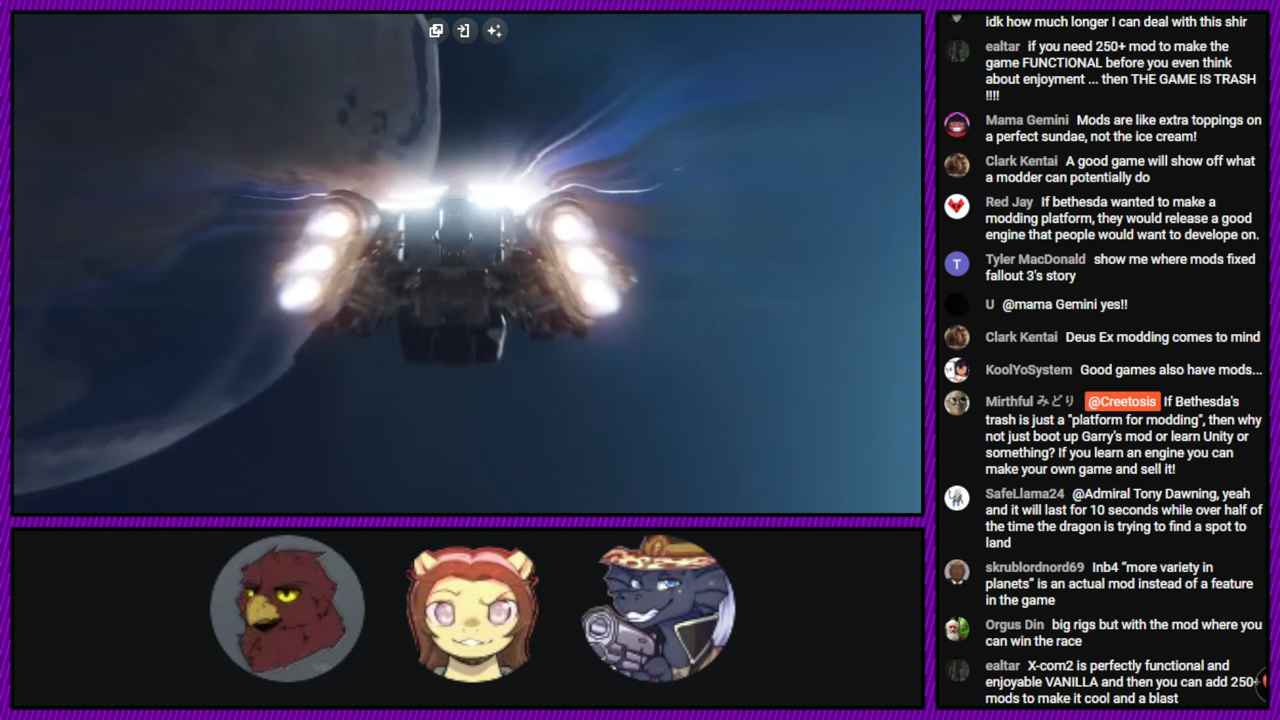 idk how much longer I can deal with this shir
ealtar if you need 250+ mod to make the
game FUNCTIONAL before you even think
about enjoyment ... then THE GAME IS TRASH
!!!!
Mama Gemini Mods are like extra toppings on
a perfect sundae, not the ice cream!
Clark Kentai A good game will show off what
a modder can potentially do
Red Jay If bethesda wanted to make a
modding platform, they would release a good
engine that people would want to develope on.
T Tyler MacDonald show me where mods fixed
fallout 3's story
U @mama Gemini yes!!
Clark Kentai Deus Ex modding comes to mind
KoolYoSystem Good games also have mods...
Mirthful みどり @Creetosis If Bethesda's
trash is just a "platform for modding", then why
not just boot up Garry's mod or learn Unity or
something? If you learn an engine you can
make your own game and sell it!
SafeLlama24 @Admiral Tony Dawning, yeah
and it will last for 10 seconds while over half of
the time the dragon is trying to find a spot to
land
skrublordnord69 Inb4 “more variety in
planets” is an actual mod instead of a feature
in the game
Orgus Din big rigs but with the mod where you
can win the race
ealtar X-com2 is perfectly functional and
enjoyable VANILLA and then you can add 250+
mods to make it cool and a blast